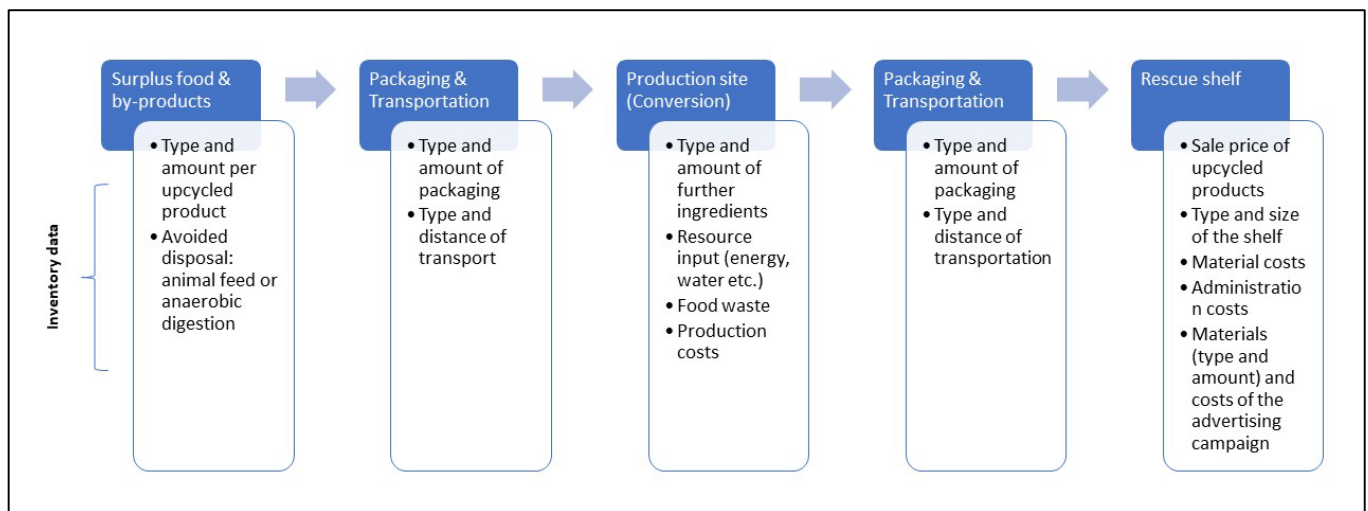 Surplus food &
by-products
Packaging &
Transportation
Production site
(Conversion)
Packaging &
Transportation
Rescue shelf
Inventory data
• Type and
amount per
upcycled
product
• Avoided
disposal:
animal feed or
anaerobic
digestion
• Type and
amount of
packaging
• Type and
distance of
transport
• Type and
amount of
further
ingredients
• Resource
input (energy,
water etc.)
• Food waste
• Production
costs
• Type and
amount of
packaging
• Type and
distance of
transportation
• Sale price of
upcycled
products
• Type and size
of the shelf
• Material costs
• Administratio
n costs
• Materials
(type and
amount) and
costs of the
advertising
campaign